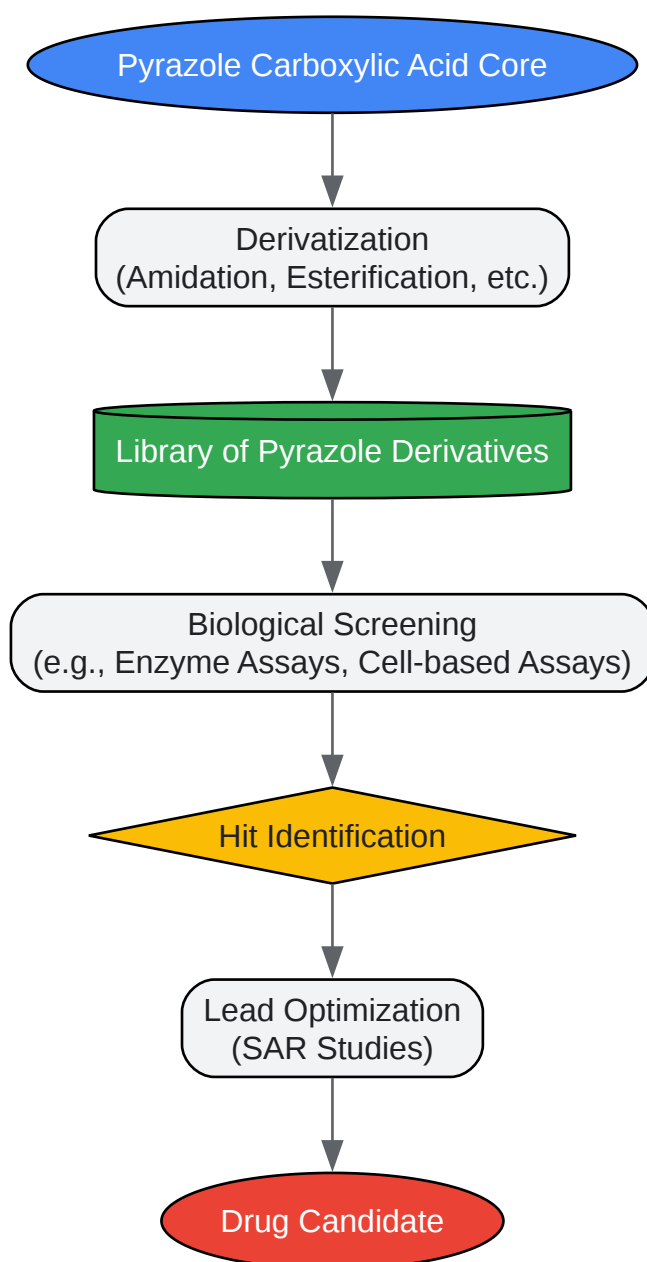 Pyrazole Carboxylic Acid Core
Derivatization
(Amidation, Esterification, etc.)
Library of Pyrazole Derivatives
Biological Screening
(e.g., Enzyme Assays, Cell-based Assays)
Hit Identification
Lead Optimization
(SAR Studies)
Drug Candidate